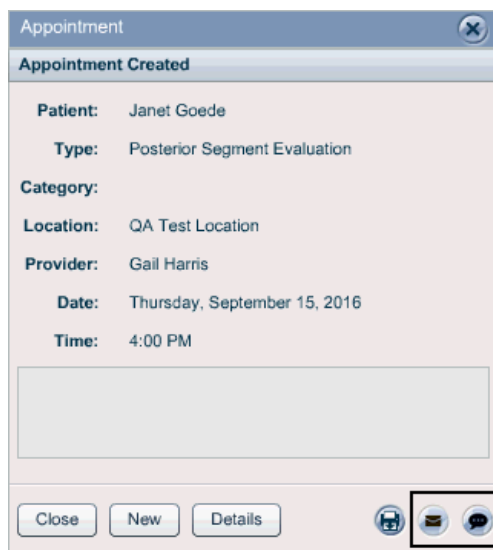 Appointment
Appointment Created
Patient: Janet Goede
Type: Posterior Segment Evaluation
Category:
Location: QA Test Location
Provider: Gail Harris
Date: Thursday, September 15, 2016
Time: 4:00 PM
Close New Details